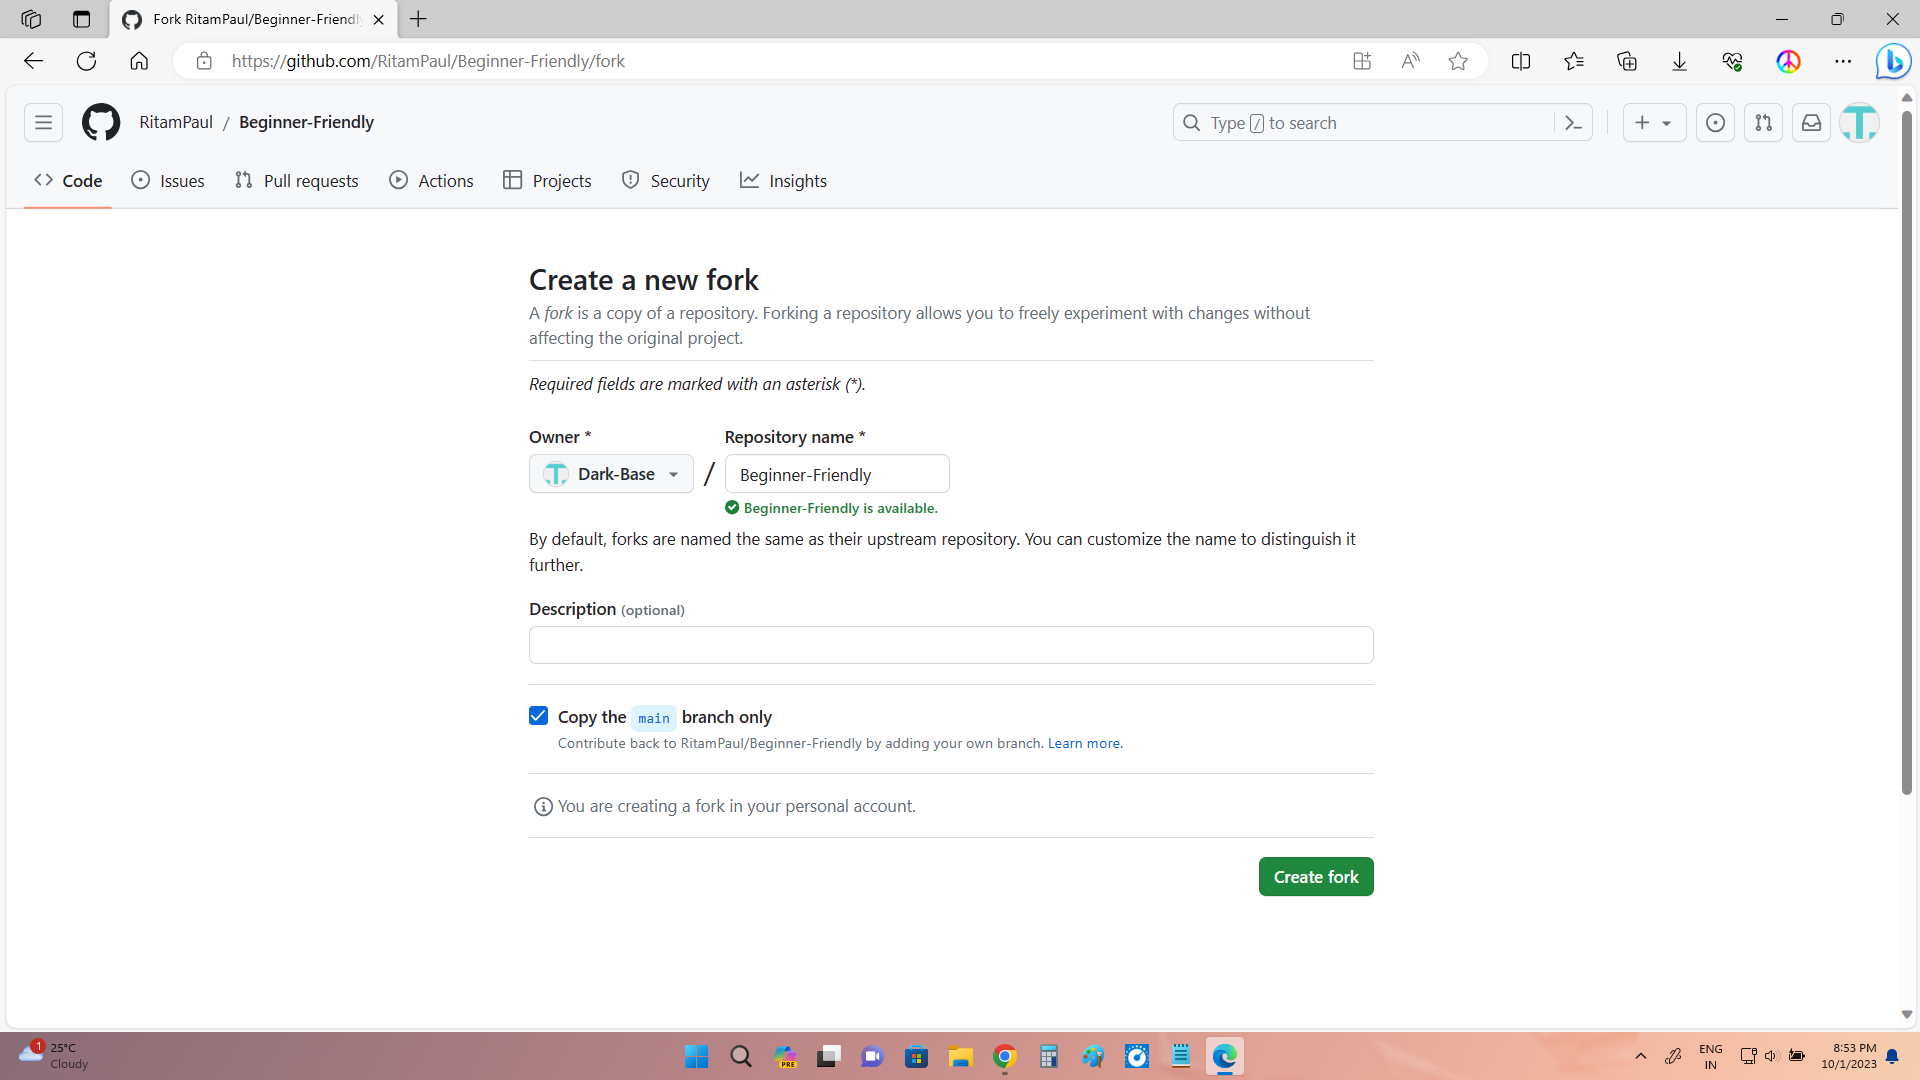 Fork RitamPaul/Beginner-Friendly
https://github.com/RitamPaul/Beginner-Friendly/fork
RitamPaul / Beginner-Friendly
Type / to search
Code
Issues
Pull requests
Actions
Projects
Security
Insights
Create a new fork
A fork is a copy of a repository. Forking a repository allows you to freely experiment with changes without
affecting the original project.
Required fields are marked with an asterisk (*).
Owner *
Repository name *
Dark-Base
/
Beginner-Friendly
Beginner-Friendly is available.
By default, forks are named the same as their upstream repository. You can customize the name to distinguish it
further.
Description (optional)
Copy the main branch only
Contribute back to RitamPaul/Beginner-Friendly by adding your own branch. Learn more.
You are creating a fork in your personal account.
Create fork
1
25°C
Cloudy
PRE
ENG
IN
8:53 PM
10/1/2023